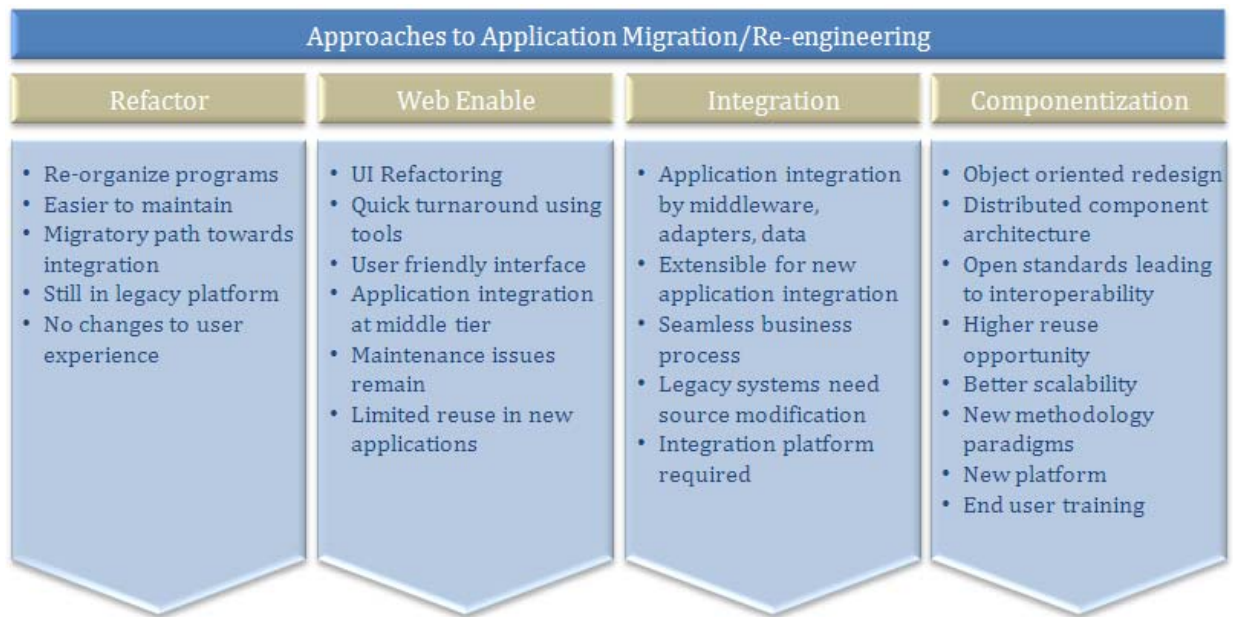 Approaches to Application Migration/Re-engineering
Refactor
• Re-organize programs
• Easier to maintain
• Migratory path towards
integration
• Still in legacy platform
• No changes to user
experience
Web Enable
• UI Refactoring
• Quick turnaround using
tools
• User friendly interface
• Application integration
at middle tier
• Maintenance issues
remain
• Limited reuse in new
applications
Integration
• Application integration
by middleware,
adapters, data
• Extensible for new
application integration
• Seamless business
process
• Legacy systems need
source modification
• Integration platform
required
Componentization
• Object oriented redesign
• Distributed component
architecture
• Open standards leading
to interoperability
• Higher reuse
opportunity
• Better scalability
• New methodology
paradigms
• New platform
• End user training